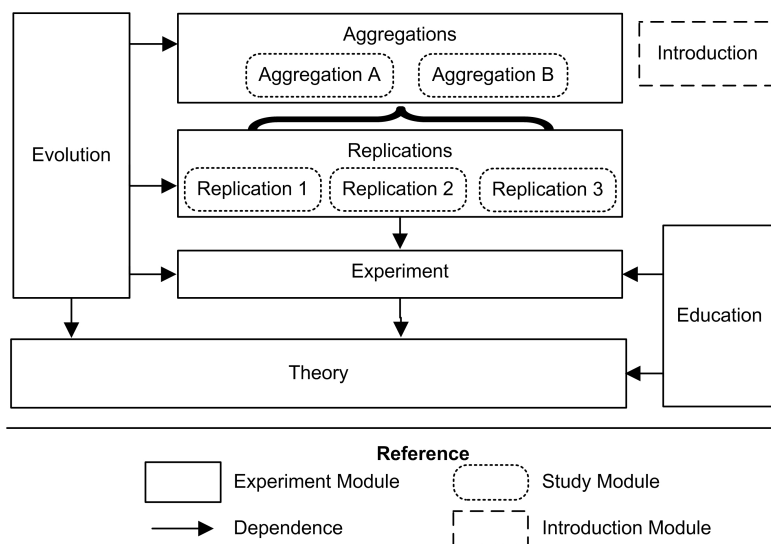 Aggregations
Introduction
Aggregation A
Aggregation B
Evolution
Replications
Replication 1
Replication 2
Replication 3
Experiment
Education
Theory
Reference
Experiment Module
Study Module
Dependence
Introduction Module